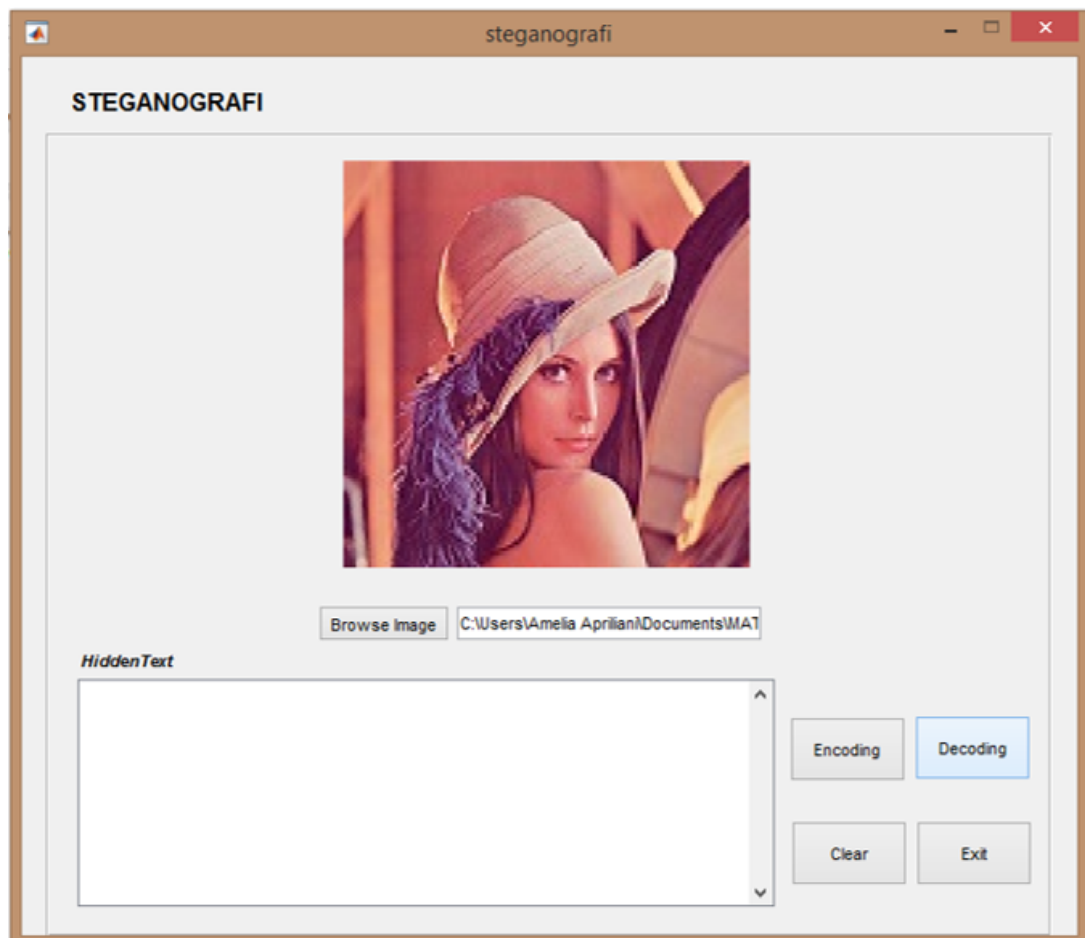 steganografi
STEGANOGRAFI
Browse Image C:\Users\Amelia Apriliani\Documents\MAT
HiddenText
Encoding Decoding
Clear Exit